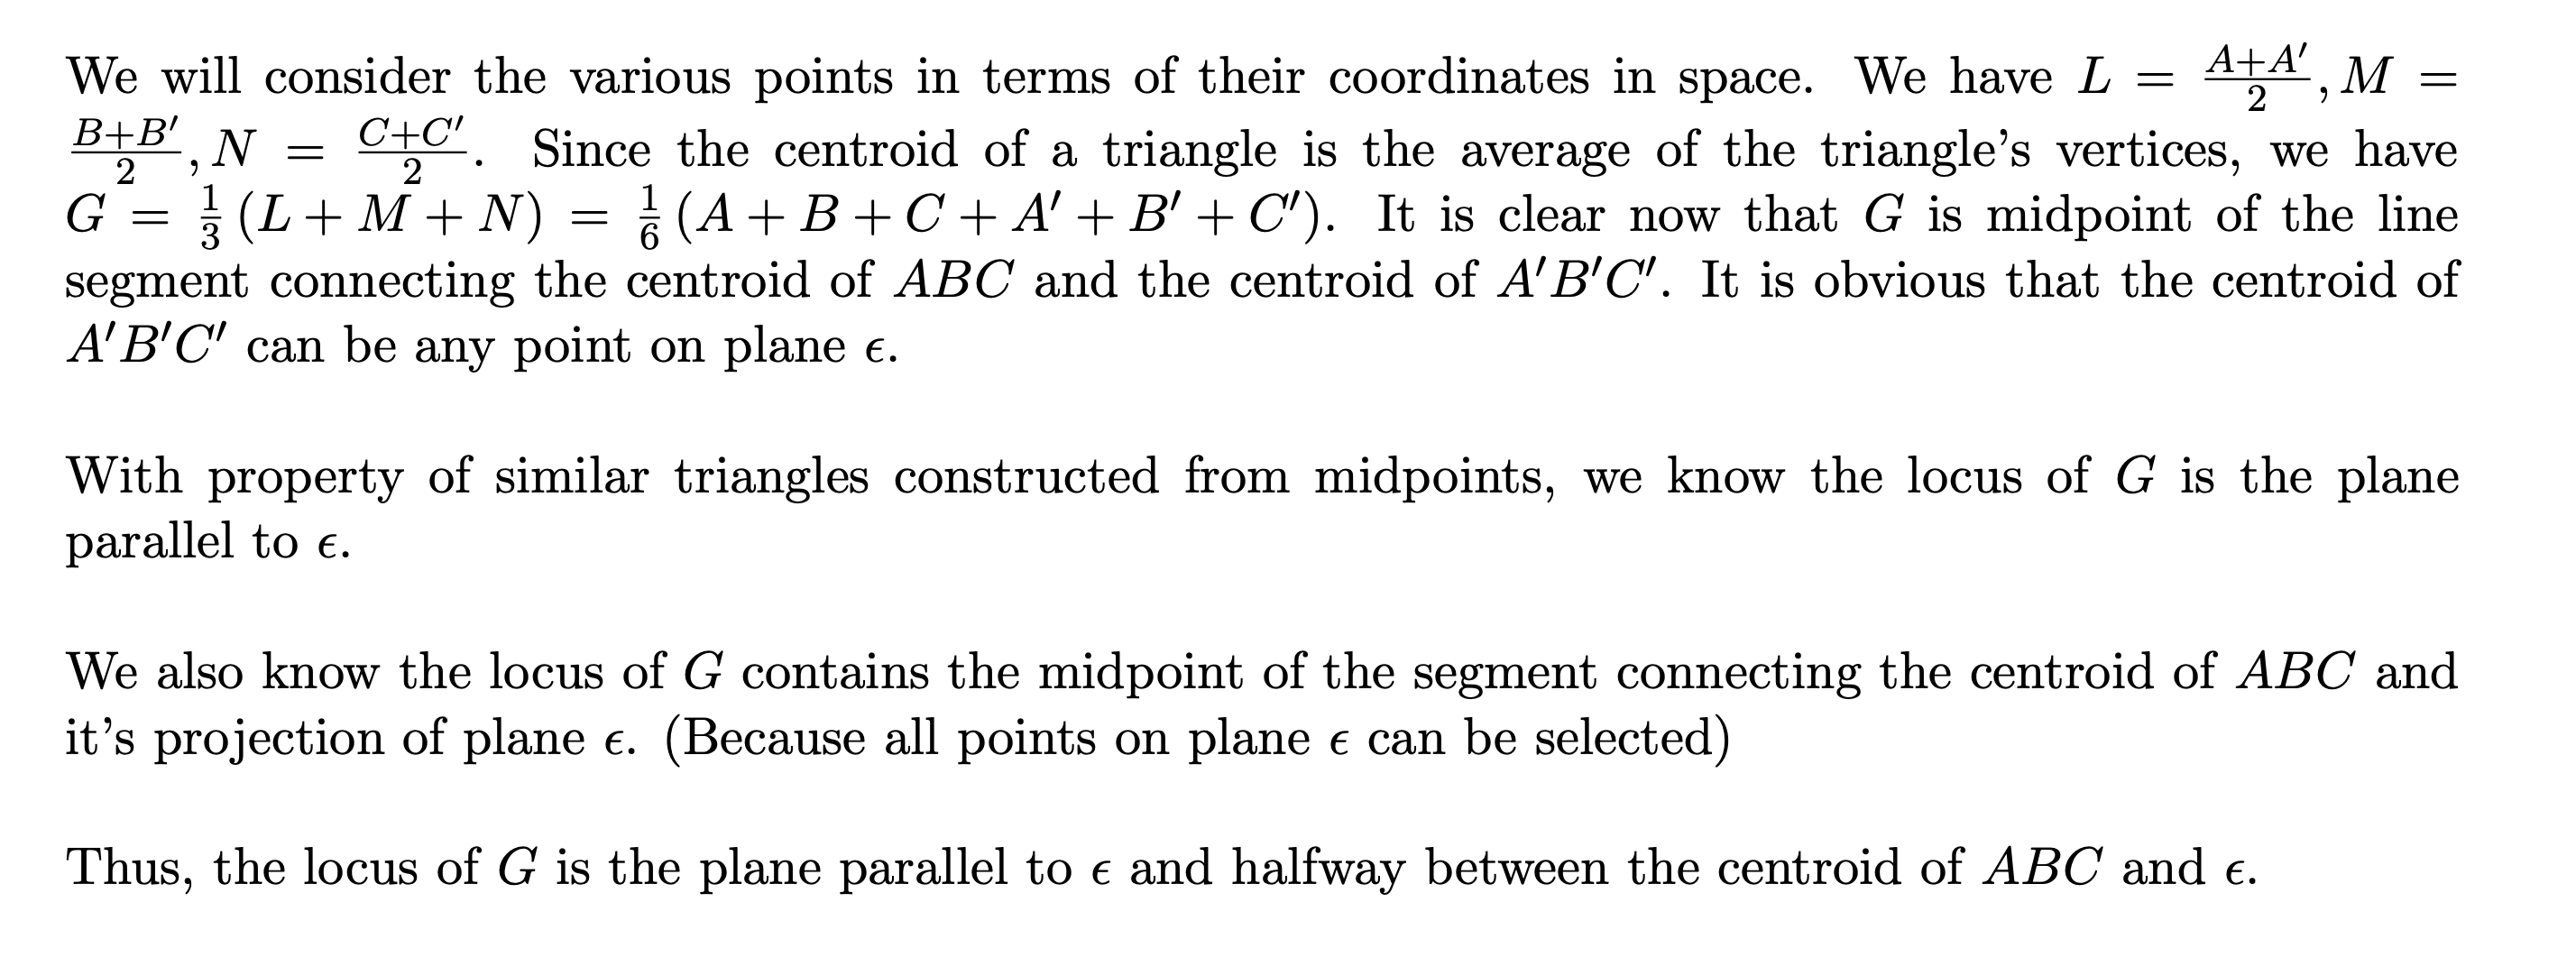 We will consider the various points in terms of their coordinates in space. We have $L = \frac{A+A'}{2}, M =$
$\frac{B+B'}{2}, N = \frac{C+C'}{2}$. Since the centroid of a triangle is the average of the triangle's vertices, we have
$G = \frac{1}{3}(L + M + N) = \frac{1}{6}(A + B + C + A' + B' + C')$. It is clear now that $G$ is midpoint of the line
segment connecting the centroid of $ABC$ and the centroid of $A'B'C'$. It is obvious that the centroid of
$A'B'C'$ can be any point on plane $\epsilon$.
With property of similar triangles constructed from midpoints, we know the locus of $G$ is the plane
parallel to $\epsilon$.
We also know the locus of $G$ contains the midpoint of the segment connecting the centroid of $ABC$ and
it's projection of plane $\epsilon$. (Because all points on plane $\epsilon$ can be selected)
Thus, the locus of $G$ is the plane parallel to $\epsilon$ and halfway between the centroid of $ABC$ and $\epsilon$.